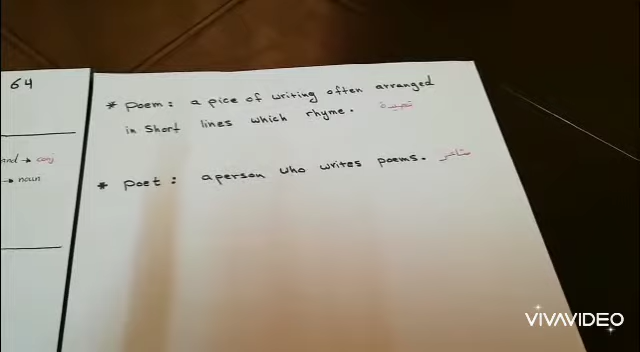 64
and → conj
→ noun
* Poem: a pice of writing often arranged
in Short lines which rhyme. قصيدة
* Poet: a person who writes poems. شاعر
VIVAVIDEO